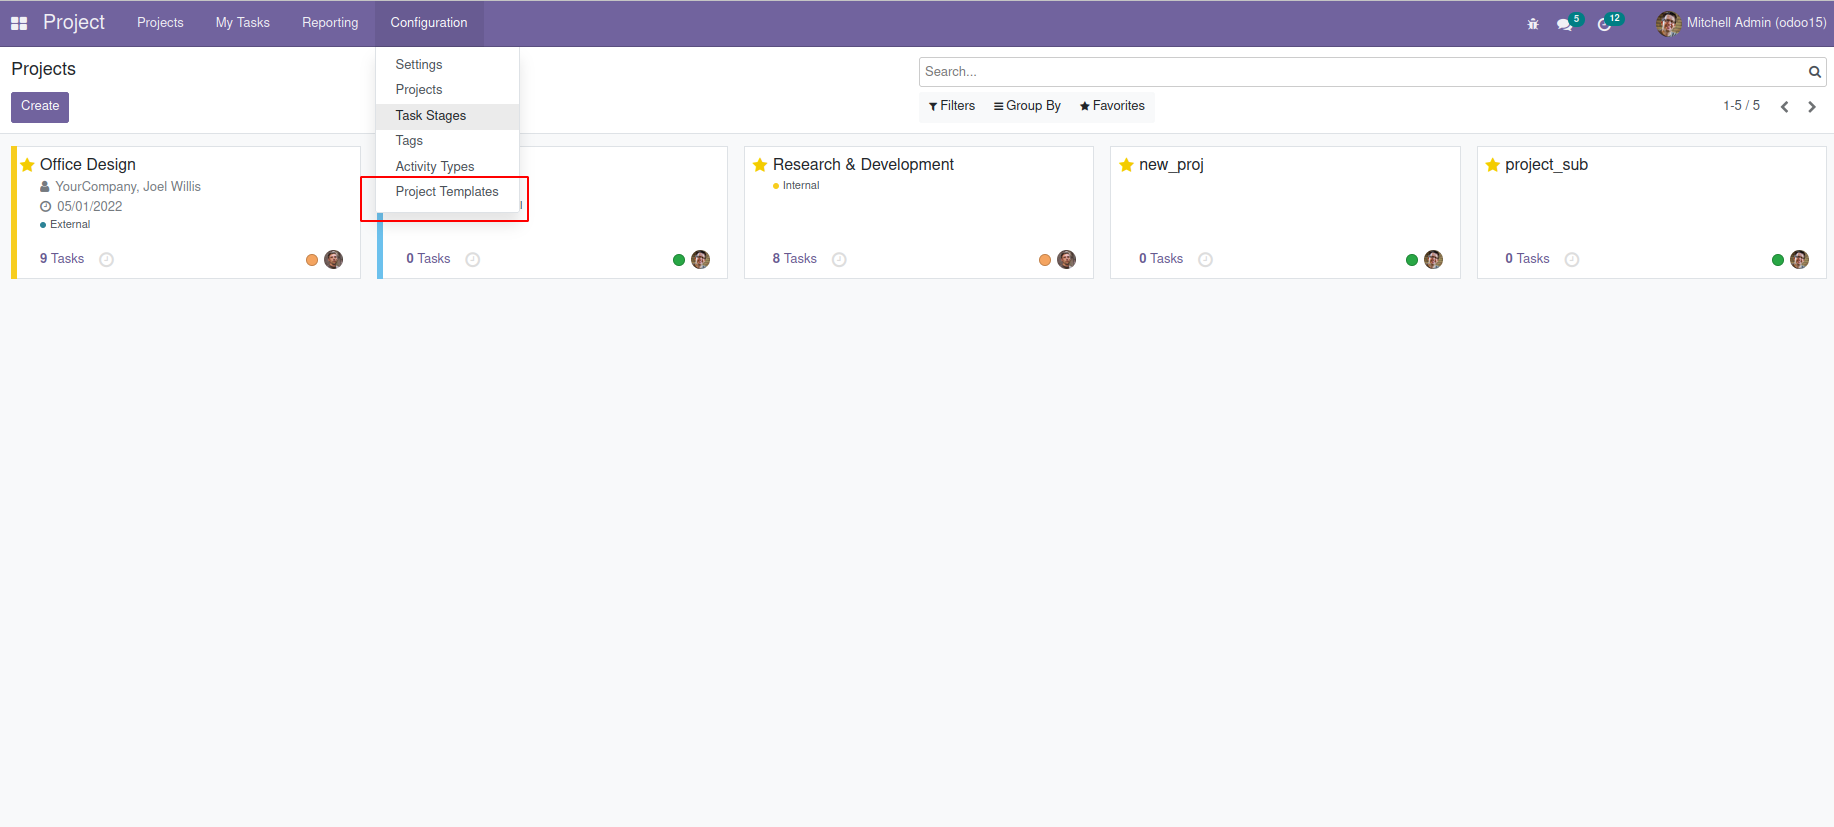 Project Projects My Tasks Reporting Configuration 5 12 Mitchell Admin (odoo15)
Projects
Search...
Create
Filters Group By Favorites 1-5 / 5
Settings
Projects
Task Stages
Tags
Activity Types
Project Templates
Office Design
YourCompany, Joel Willis
05/01/2022
External
9 Tasks
0 Tasks
Research & Development
Internal
8 Tasks
new_proj
0 Tasks
project_sub
0 Tasks